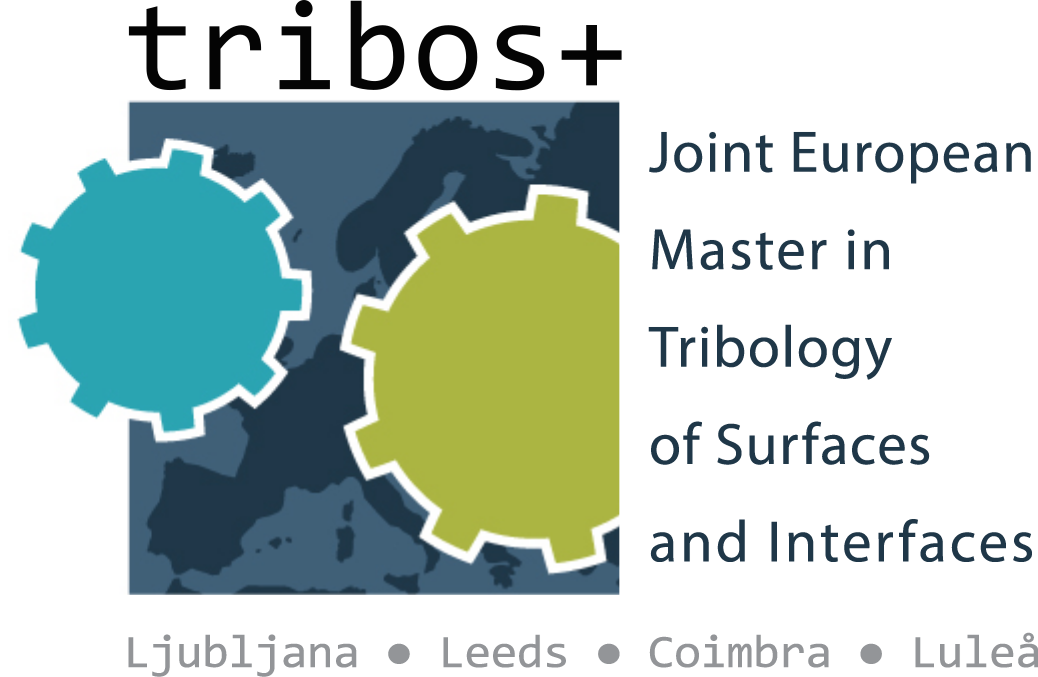 tribos+
Joint European
Master in
Tribology
of Surfaces
and Interfaces
Ljubljana ● Leeds ● Coimbra ● Luleå